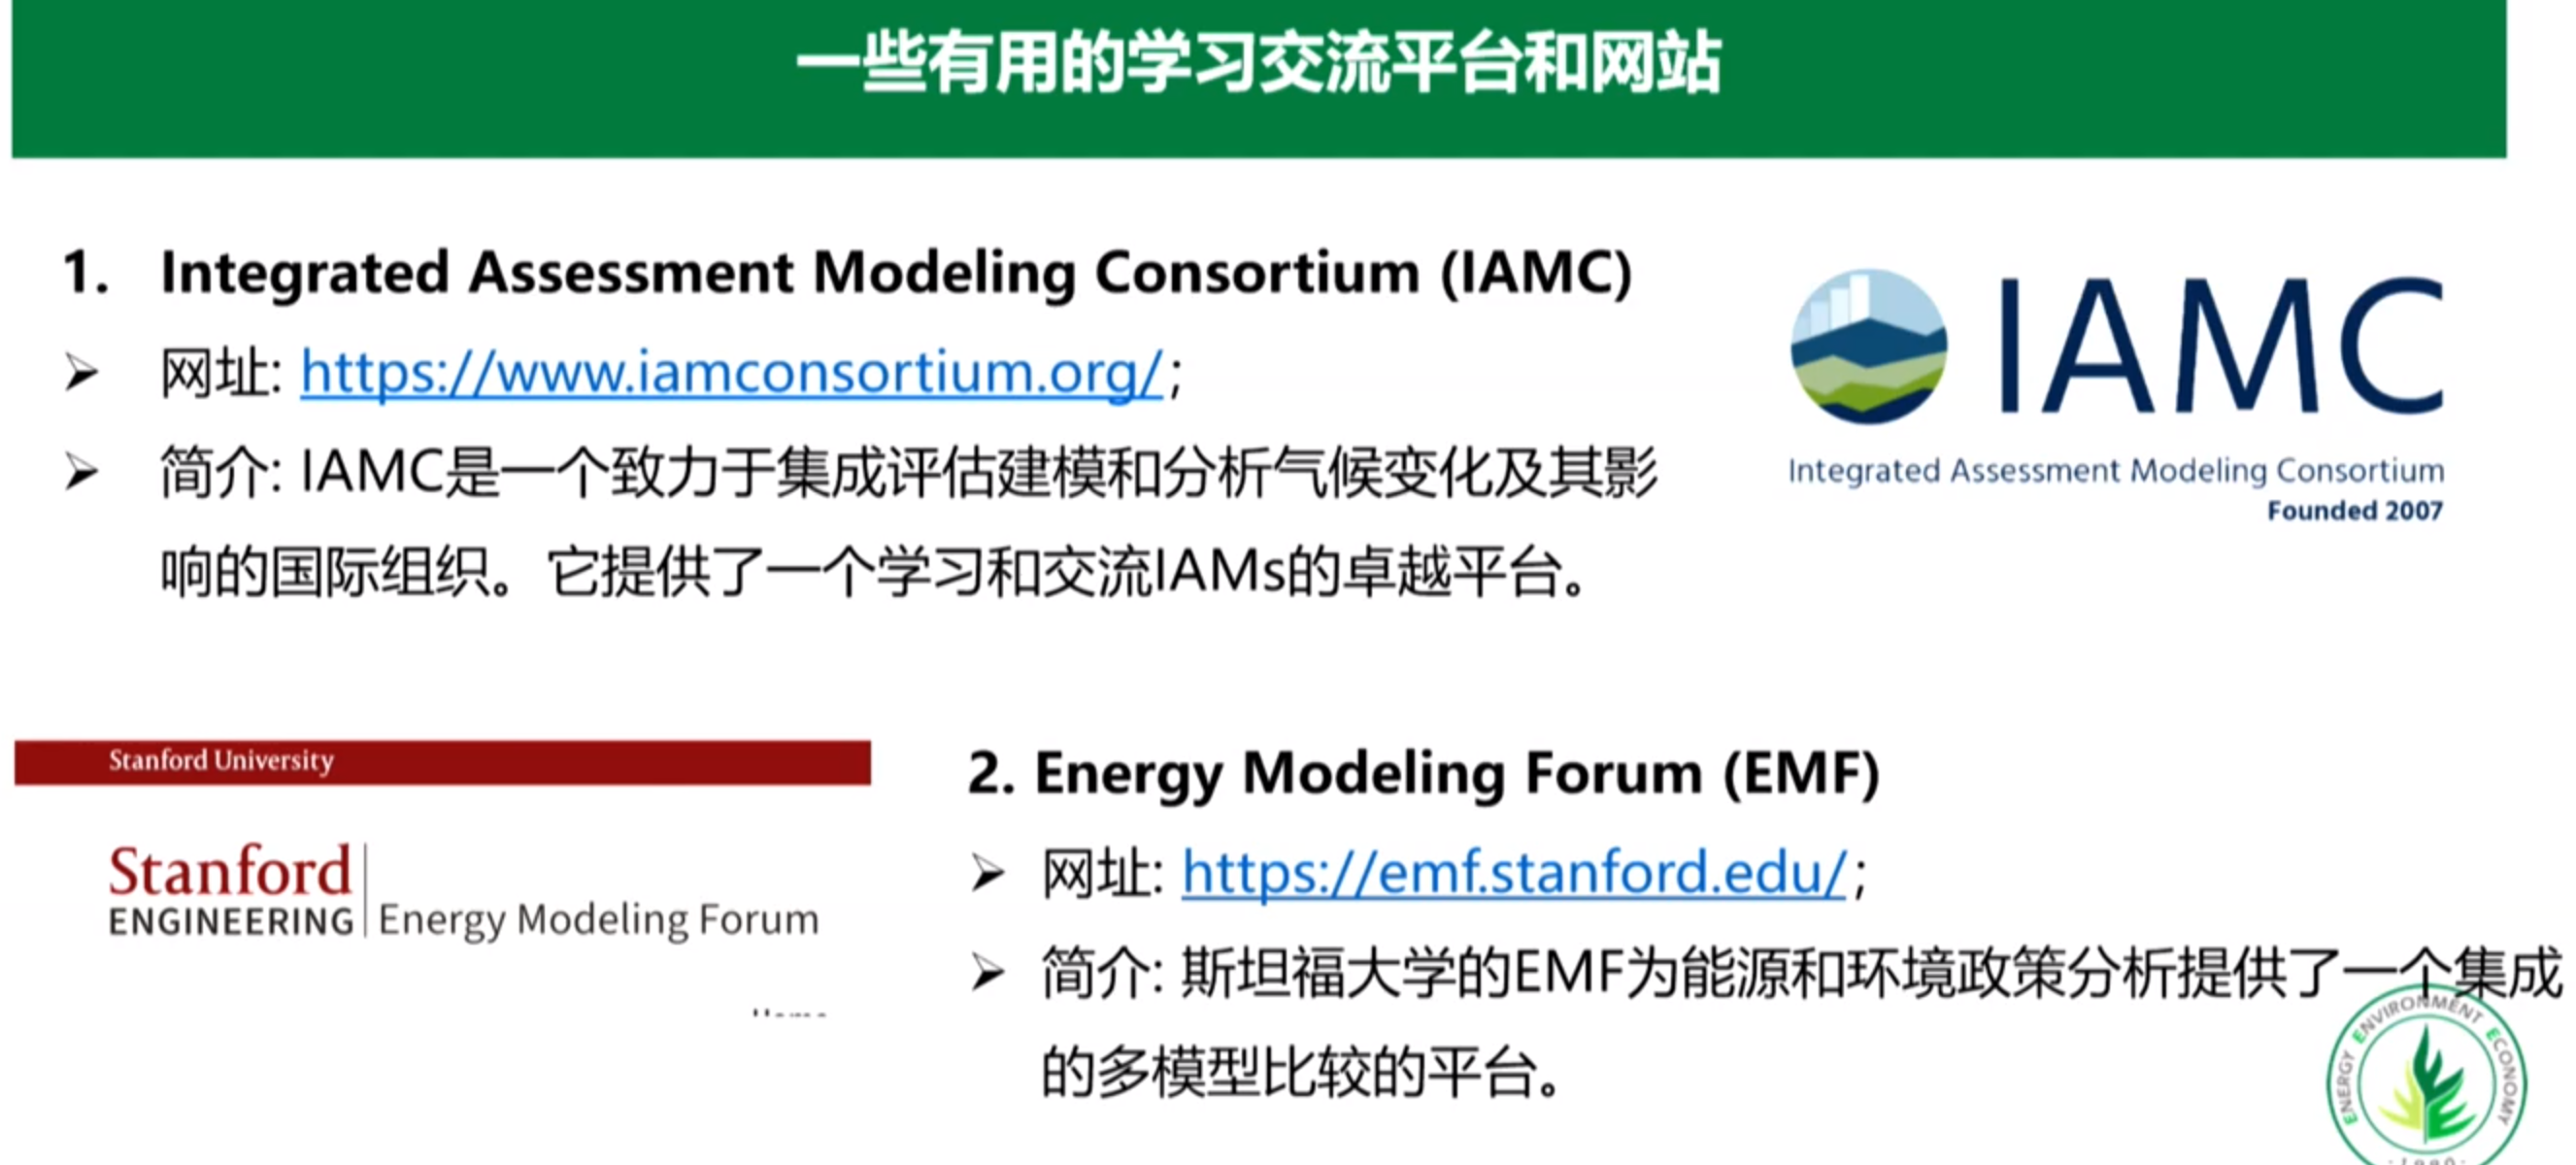 一些有用的学习交流平台和网站
1. Integrated Assessment Modeling Consortium (IAMC)
网址: https://www.iamconsortium.org/;
简介: IAMC是一个致力于集成评估建模和分析气候变化及其影
响的国际组织。它提供了一个学习和交流IAMs的卓越平台。
IAMC
Integrated Assessment Modeling Consortium
Founded 2007
Stanford University
Stanford
ENGINEERING
Energy Modeling Forum
2. Energy Modeling Forum (EMF)
网址: https://emf.stanford.edu/;
简介: 斯坦福大学的EMF为能源和环境政策分析提供了一个集成
的多模型比较的平台。
ENERGY ENVIRONMENT ECONOMY